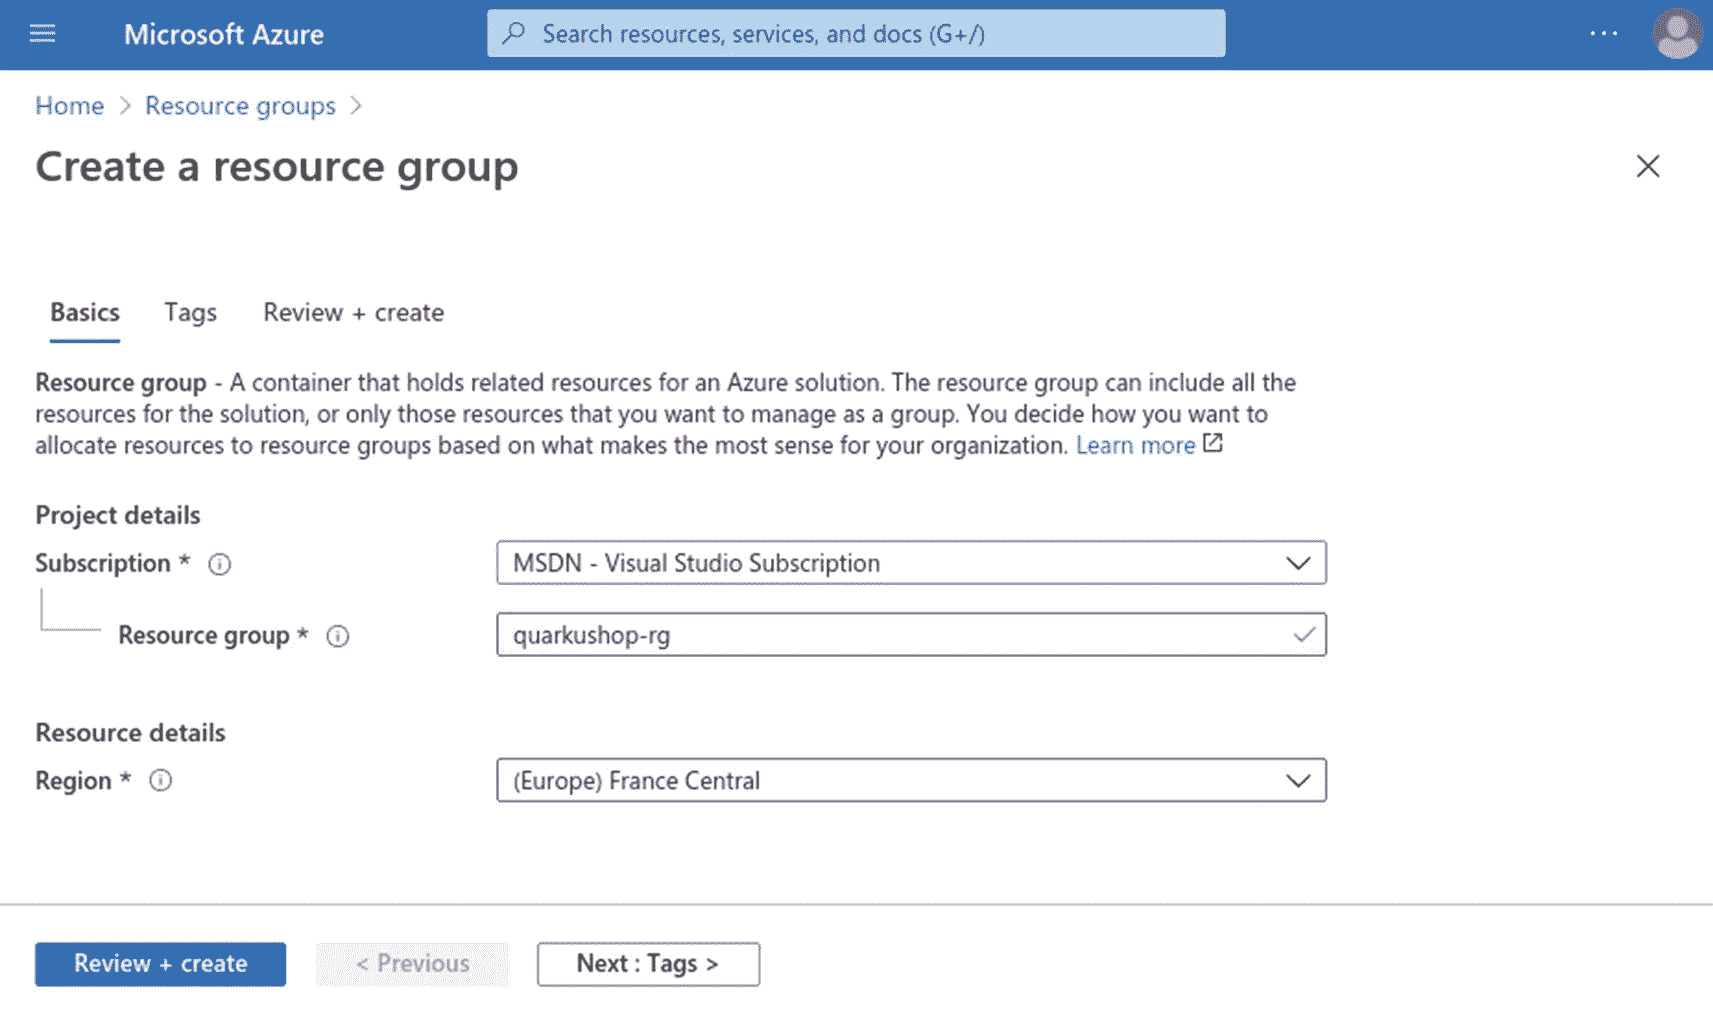 Microsoft Azure
Search resources, services, and docs (G+/)
...
Home > Resource groups >
Create a resource group
Basics Tags Review + create
Resource group - A container that holds related resources for an Azure solution. The resource group can include all the
resources for the solution, or only those resources that you want to manage as a group. You decide how you want to
allocate resources to resource groups based on what makes the most sense for your organization. Learn more
Project details
Subscription * MSDN - Visual Studio Subscription
Resource group * quarkushop-rg
Resource details
Region * (Europe) France Central
Review + create < Previous Next : Tags >